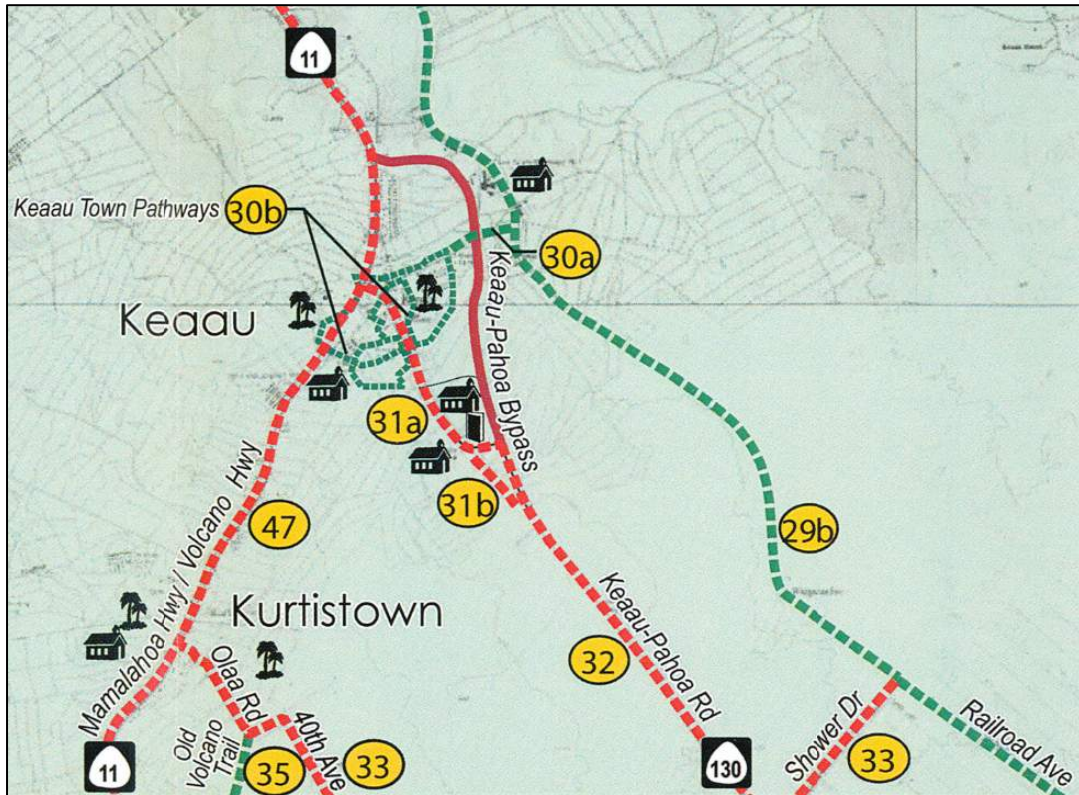 11
Keaau Town Pathways
30b
30a
Keaau-Pahoa Bypass
Keaau
31a
31b
47
29b
Mamalahoa Hwy / Volcano Hwy
Kurtistown
Keaau-Pahoa Rd
32
Olaa Rd
40th Ave
33
Old
Volcano
Trail
35
11
130
Shower Dr
33
Railroad Ave